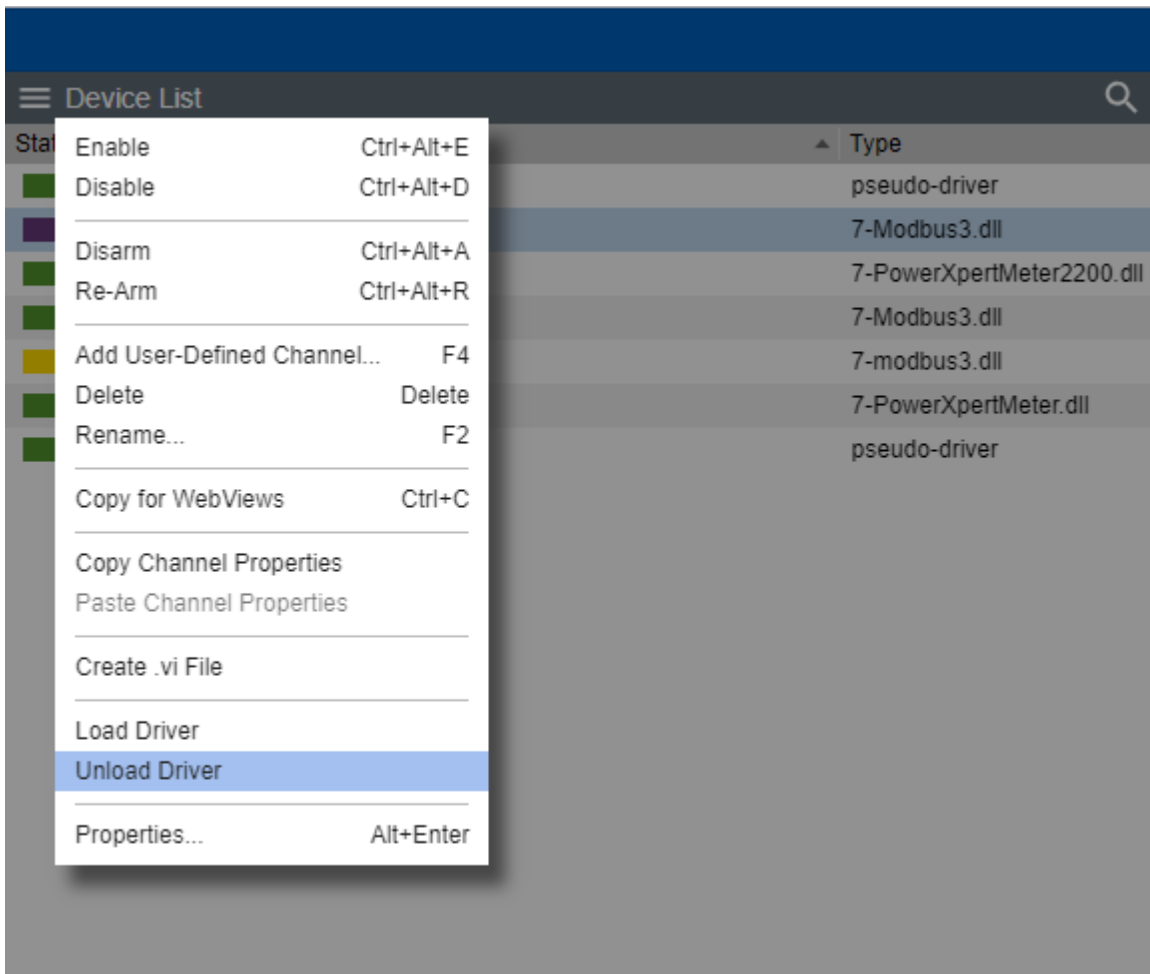 Device List
Stat Type
Enable Ctrl+Alt+E
Disable Ctrl+Alt+D
Disarm Ctrl+Alt+A
Re-Arm Ctrl+Alt+R
Add User-Defined Channel... F4
Delete Delete
Rename... F2
Copy for WebViews Ctrl+C
Copy Channel Properties
Paste Channel Properties
Create .vi File
Load Driver
Unload Driver
Properties... Alt+Enter
pseudo-driver
7-Modbus3.dll
7-PowerXpertMeter2200.dll
7-Modbus3.dll
7-modbus3.dll
7-PowerXpertMeter.dll
pseudo-driver